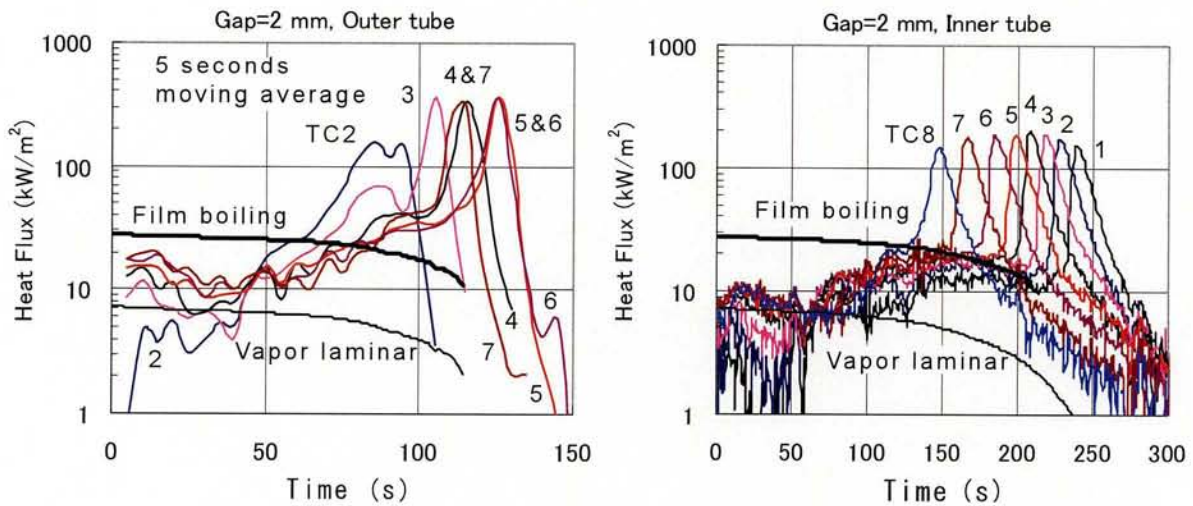 Gap=2 mm, Outer tube
1000
100
10
1
Heat Flux (kW/m²)
5 seconds
moving average
TC2
3
4&7
5&6
Film boiling
Vapor laminar
2
7
4
5
6
0
50
100
150
Time (s)
Gap=2 mm, Inner tube
1000
100
10
1
Heat Flux (kW/m²)
TC8
7
6
5
4
3
2
1
Film boiling
Vapor laminar
0
50
100
150
200
250
300
Time (s)